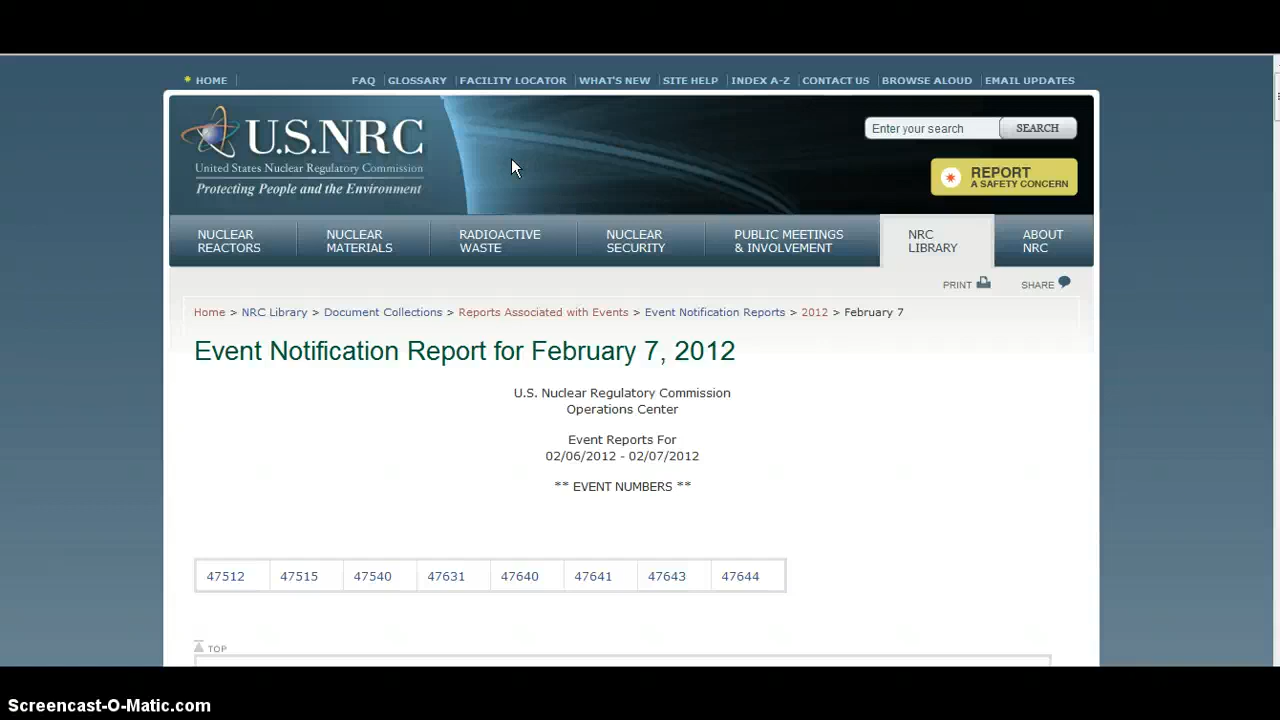 HOME FAQ GLOSSARY FACILITY LOCATOR WHAT'S NEW SITE HELP INDEX A-Z CONTACT US BROWSE ALOUD EMAIL UPDATES
U.S.NRC
United States Nuclear Regulatory Commission
Protecting People and the Environment
Enter your search SEARCH
REPORT
A SAFETY CONCERN
NUCLEAR REACTORS
NUCLEAR MATERIALS
RADIOACTIVE WASTE
NUCLEAR SECURITY
PUBLIC MEETINGS & INVOLVEMENT
NRC LIBRARY
ABOUT NRC
PRINT SHARE
Home > NRC Library > Document Collections > Reports Associated with Events > Event Notification Reports > 2012 > February 7
Event Notification Report for February 7, 2012
U.S. Nuclear Regulatory Commission
Operations Center
Event Reports For
02/06/2012 - 02/07/2012
** EVENT NUMBERS **
47512 47515 47540 47631 47640 47641 47643 47644
TOP
Screencast-O-Matic.com